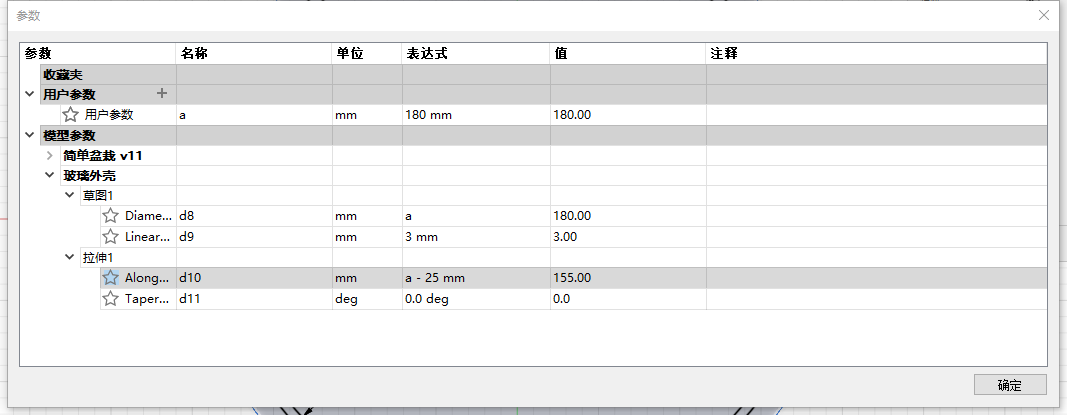 参数
参数 名称 单位 表达式 值 注释
收藏夹
用户参数 +
用户参数 a mm 180 mm 180.00
模型参数
简单盆栽 v11
玻璃外壳
草图1
Diame... d8 mm a 180.00
Linear... d9 mm 3 mm 3.00
拉伸1
Along... d10 mm a - 25 mm 155.00
Taper... d11 deg 0.0 deg 0.0
确定